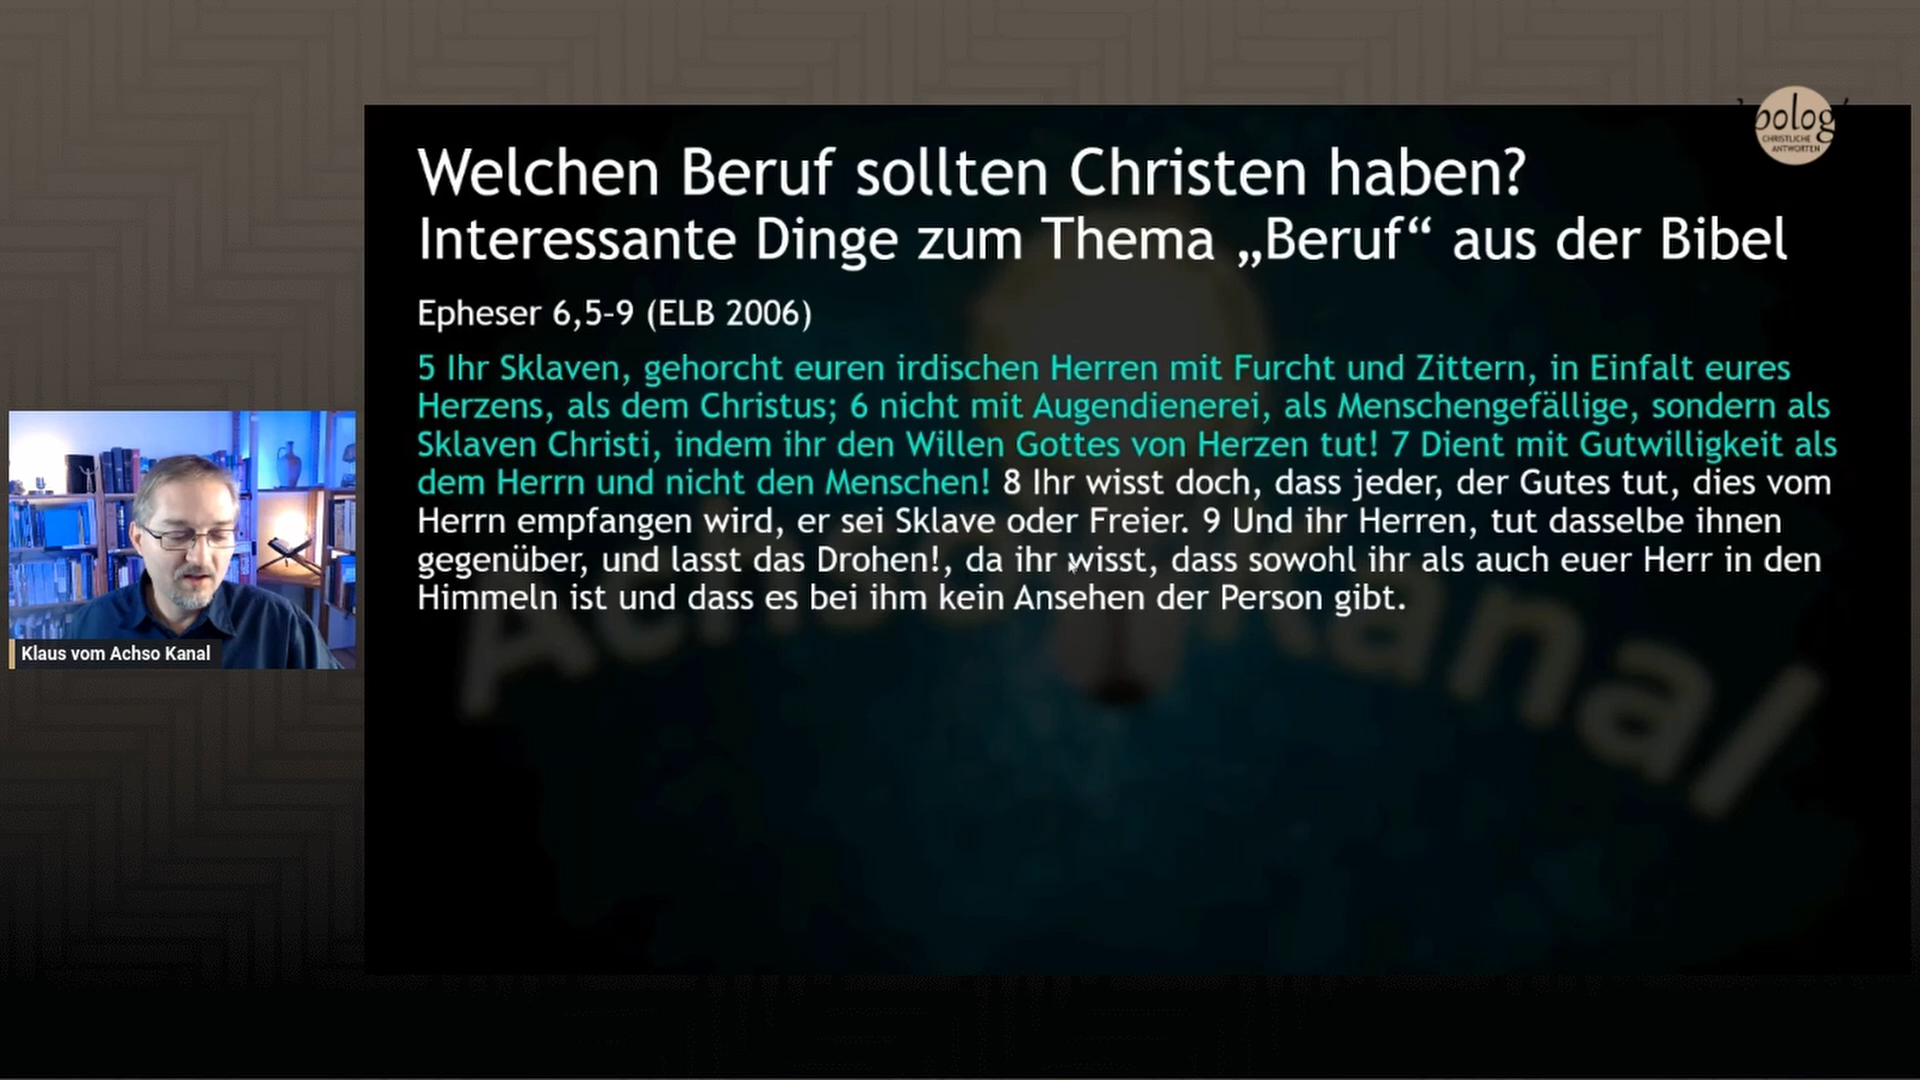 Welchen Beruf sollten Christen haben?
Interessante Dinge zum Thema „Beruf“ aus der Bibel
Epheser 6,5-9 (ELB 2006)
5 Ihr Sklaven, gehorcht euren irdischen Herren mit Furcht und Zittern, in Einfalt eures
Herzens, als dem Christus; 6 nicht mit Augendienerei, als Menschengefällige, sondern als
Sklaven Christi, indem ihr den Willen Gottes von Herzen tut! 7 Dient mit Gutwilligkeit als
dem Herrn und nicht den Menschen! 8 Ihr wisst doch, dass jeder, der Gutes tut, dies vom
Herrn empfangen wird, er sei Sklave oder Freier. 9 Und ihr Herren, tut dasselbe ihnen
gegenüber, und lasst das Drohen!, da ihr wisst, dass sowohl ihr als auch euer Herr in den
Himmeln ist und dass es bei ihm kein Ansehen der Person gibt.
Klaus vom Achso Kanal
polog
CHRISTLICHE
ANTWORTEN
Achso Kanal